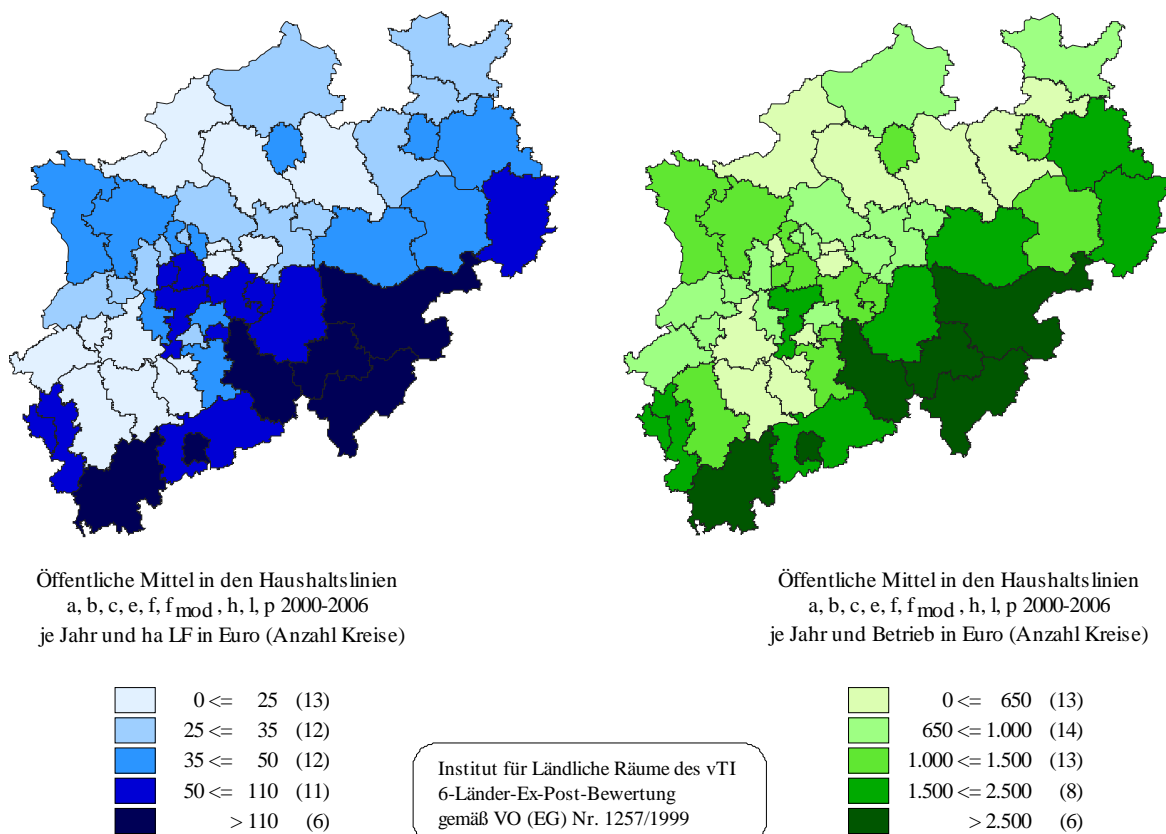 Öffentliche Mittel in den Haushaltslinien
a, b, c, e, f, f mod , h, l, p 2000-2006
je Jahr und ha LF in Euro (Anzahl Kreise)
0 <= 25 (13)
25 <= 35 (12)
35 <= 50 (12)
50 <= 110 (11)
> 110 (6)
Institut für Ländliche Räume des vTI
6-Länder-Ex-Post-Bewertung
gemäß VO (EG) Nr. 1257/1999
Öffentliche Mittel in den Haushaltslinien
a, b, c, e, f, f mod , h, l, p 2000-2006
je Jahr und Betrieb in Euro (Anzahl Kreise)
0 <= 650 (13)
650 <= 1.000 (14)
1.000 <= 1.500 (13)
1.500 <= 2.500 (8)
> 2.500 (6)